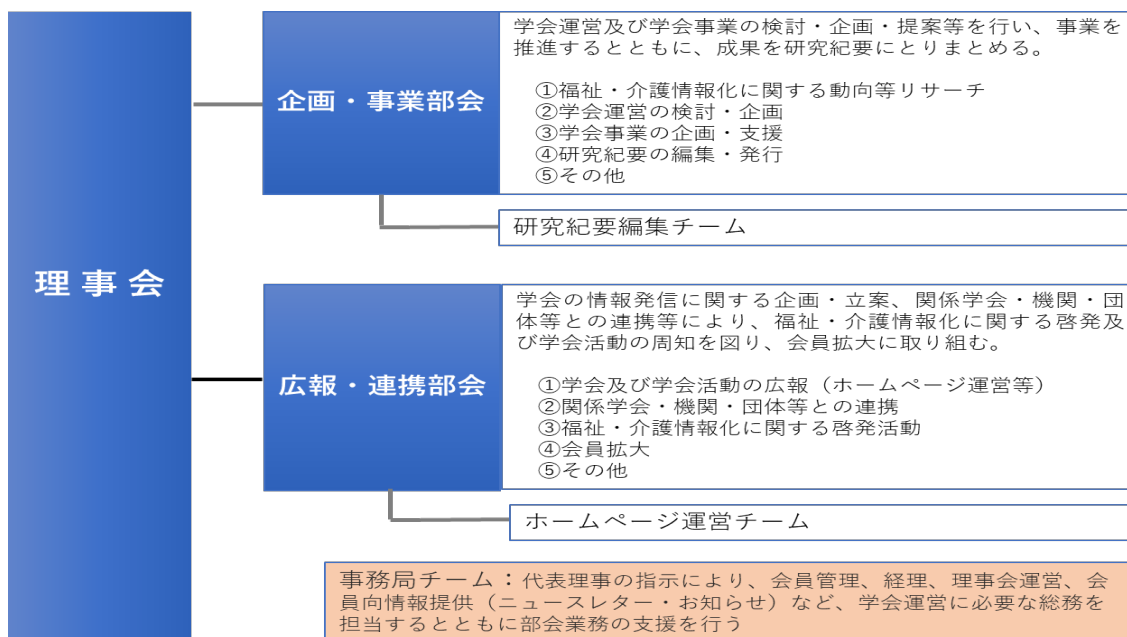 理事会
企画・事業部会
学会運営及び学会事業の検討・企画・提案等を行い、事業を
推進するとともに、成果を研究紀要にとりまとめる。
①福祉・介護情報化に関する動向等リサーチ
②学会運営の検討・企画
③学会事業の企画・支援
④研究紀要の編集・発行
⑤その他
研究紀要編集チーム
広報・連携部会
学会の情報発信に関する企画・立案、関係学会・機関・団
体等との連携等により、福祉・介護情報化に関する啓発及
び学会活動の周知を図り、会員拡大に取り組む。
①学会及び学会活動の広報（ホームページ運営等）
②関係学会・機関・団体等との連携
③福祉・介護情報化に関する啓発活動
④会員拡大
⑤その他
ホームページ運営チーム
事務局チーム：代表理事の指示により、会員管理、経理、理事会運営、会
員向情報提供（ニュースレター・お知らせ）など、学会運営に必要な総務を
担当するとともに部会業務の支援を行う